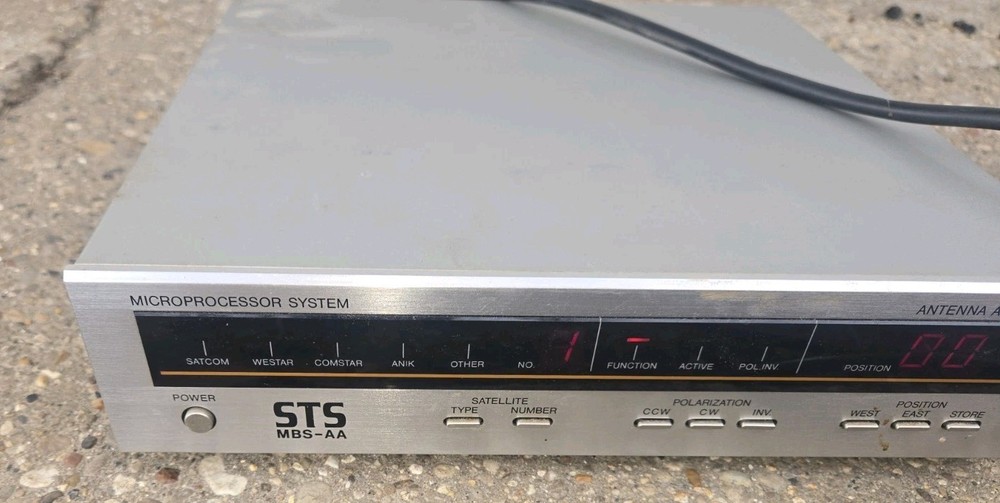 MICROPROCESSOR SYSTEM
ANTENNA A
SATCOM WESTAR COMSTAR ANIK OTHER NO. 1 FUNCTION ACTIVE POL.INV POSITION 00
POWER
STS
MBS-AA
SATELLITE
TYPE NUMBER
POLARIZATION
CCW CW INV
POSITION
WEST EAST STORE